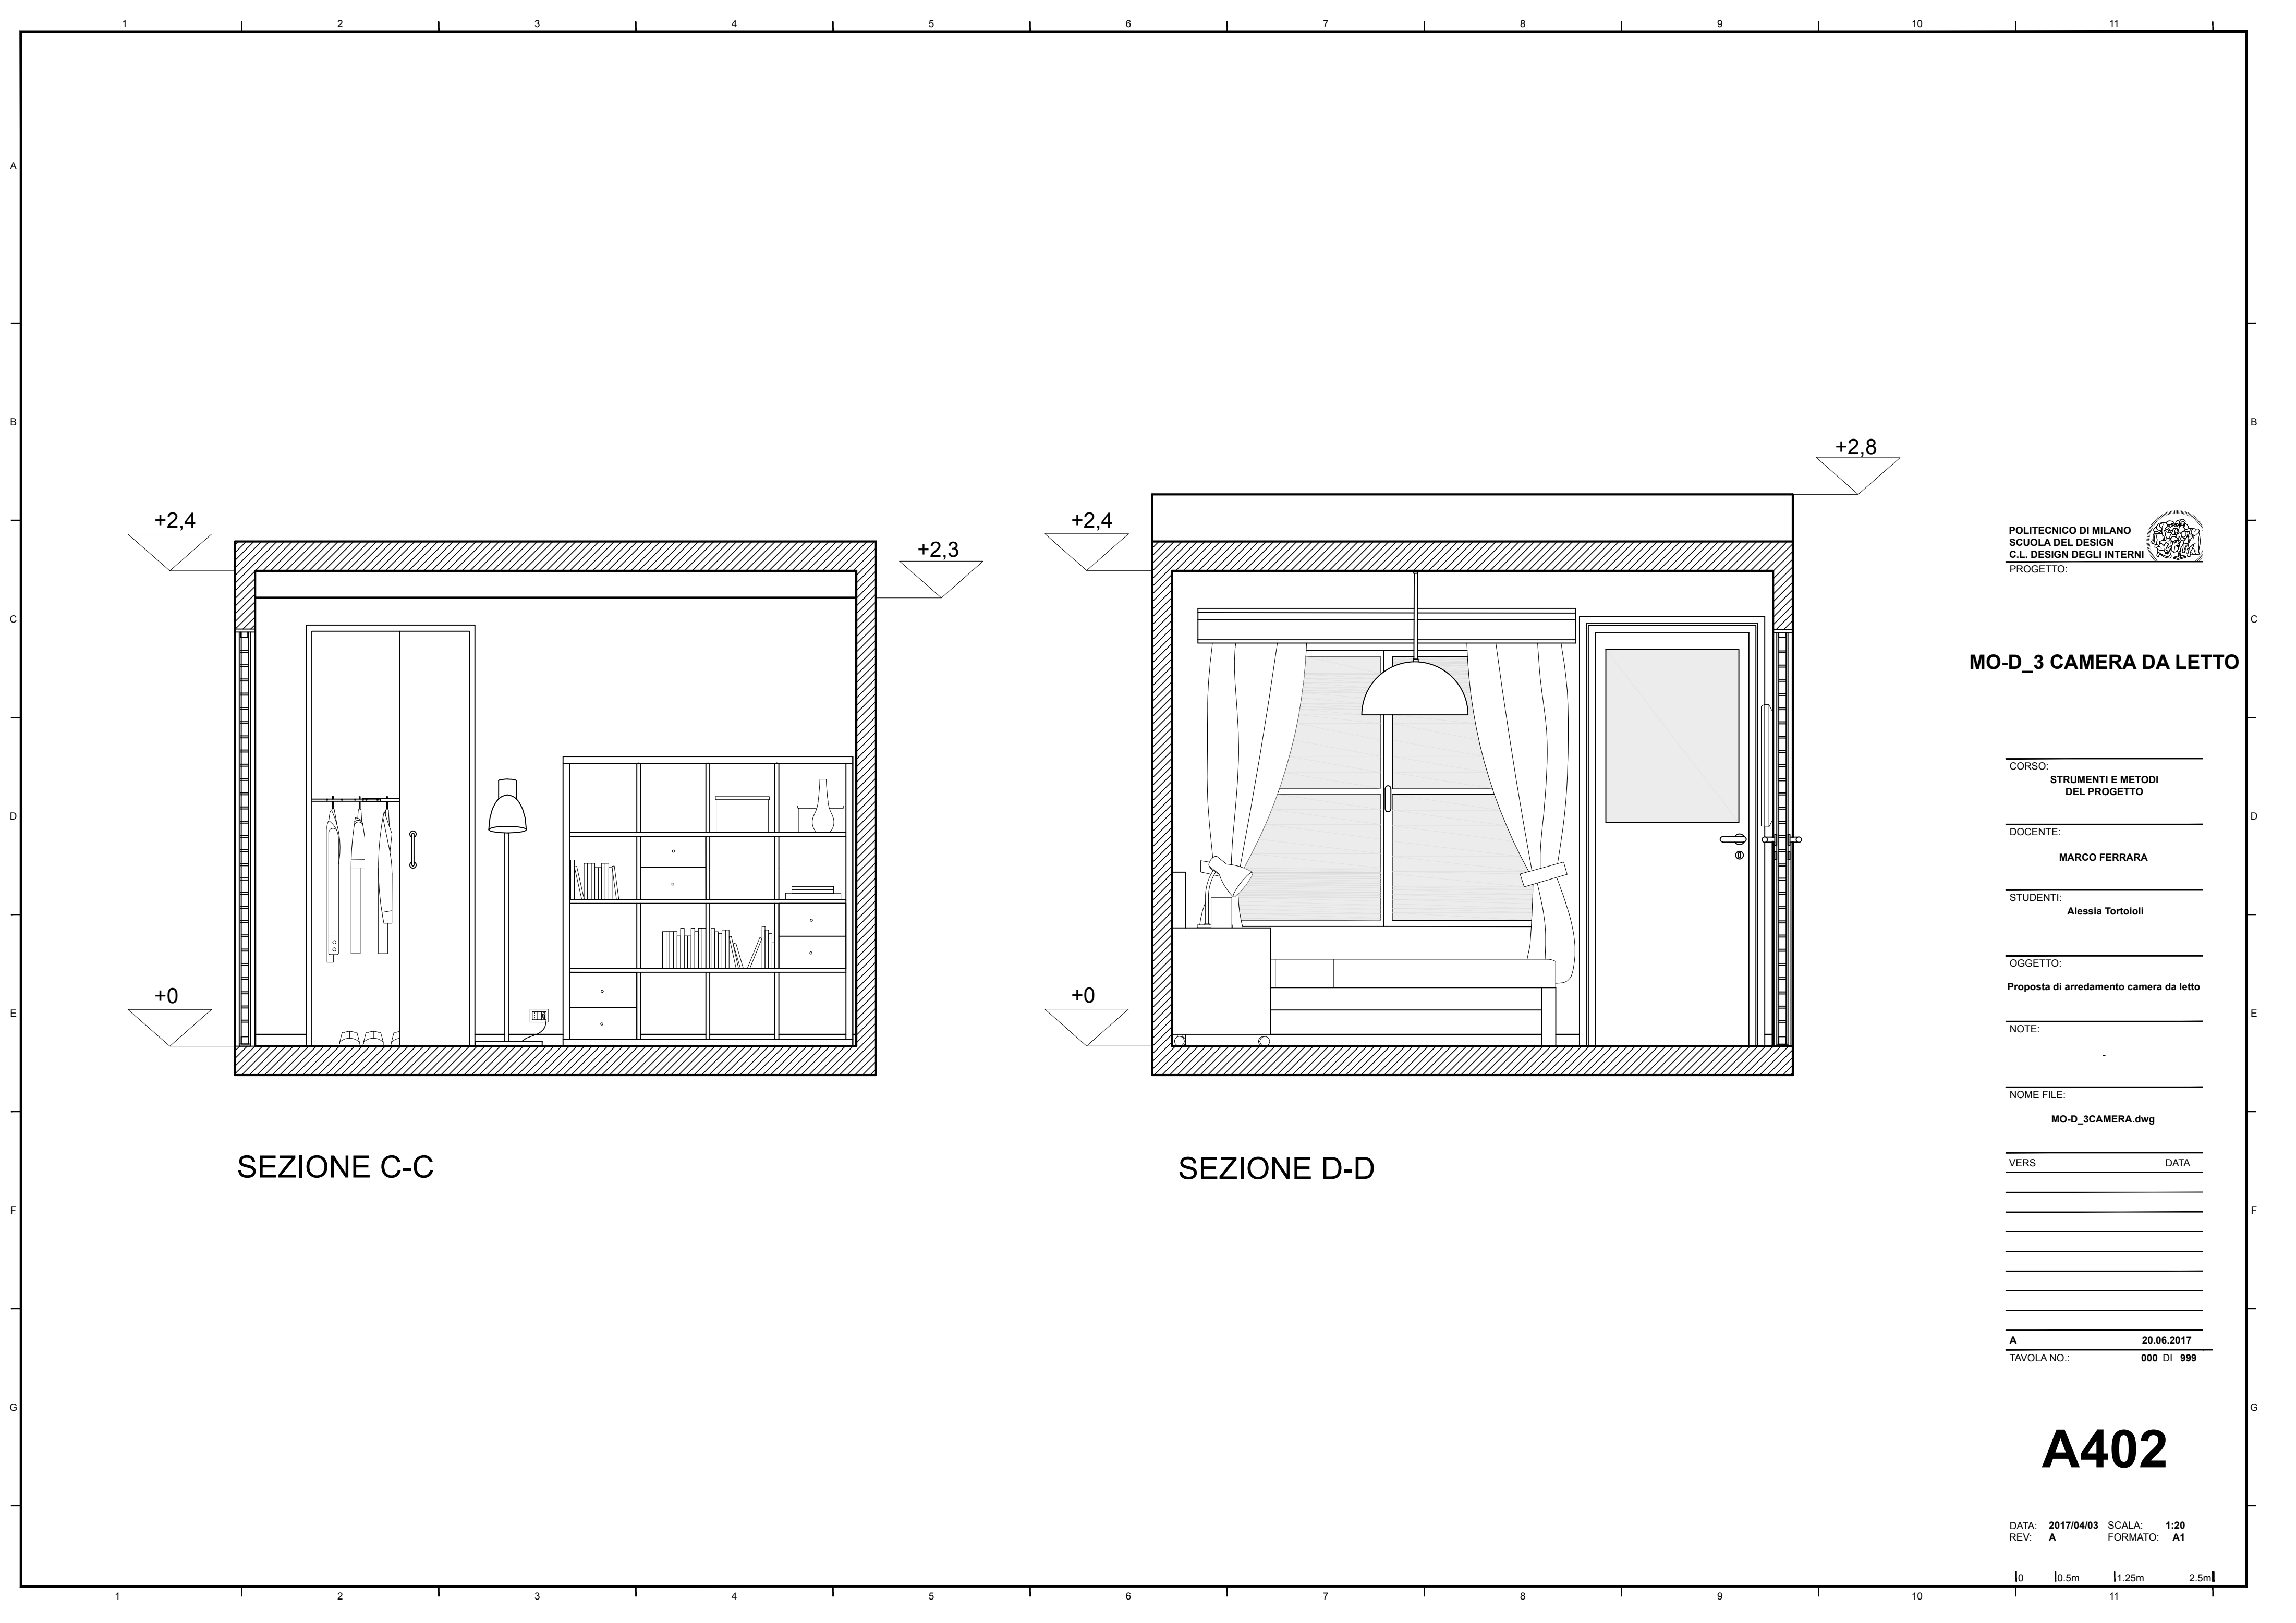 1 2 3 4 5 6 7 8 9 10 11
A
B B
C C
D D
E E
F F
G G
+2,4
+2,3
+0
SEZIONE C-C
+2,8
+2,4
+0
SEZIONE D-D
POLITECNICO DI MILANO
SCUOLA DEL DESIGN
C.L. DESIGN DEGLI INTERNI
PROGETTO:
MO-D_3 CAMERA DA LETTO
CORSO:
STRUMENTI E METODI
DEL PROGETTO
DOCENTE:
MARCO FERRARA
STUDENTI:
Alessia Tortoioli
OGGETTO:
Proposta di arredamento camera da letto
NOTE:
-
NOME FILE:
MO-D_3CAMERA.dwg
VERS DATA
A 20.06.2017
TAVOLA NO.: 000 DI 999
A402
DATA: 2017/04/03 SCALA: 1:20
REV: A FORMATO: A1
0 0.5m 1.25m 2.5m
1 2 3 4 5 6 7 8 9 10 11